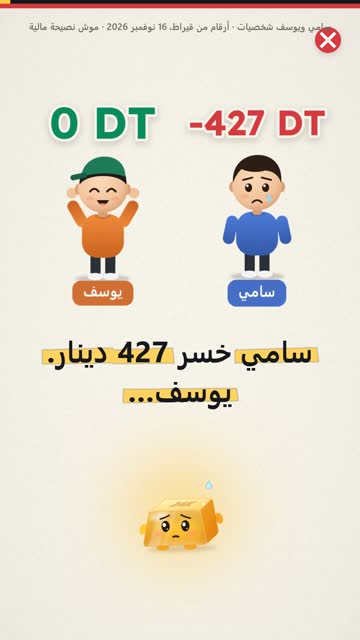 سامي ويوسف شخصيات · أرقام من قيراط، 16 نوفمبر 2026 · موش نصيحة مالية
0 DT
-427 DT
يوسف
سامي
سامي خسر 427 دينار.
يوسف...